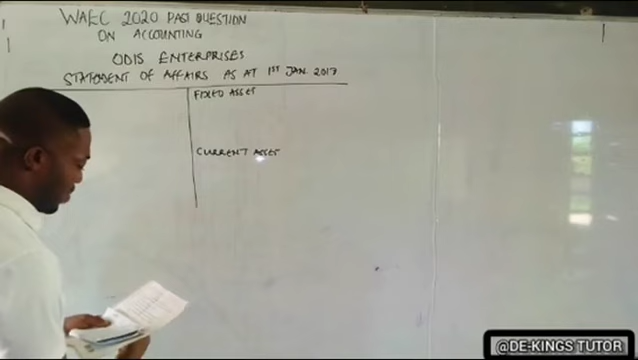 WAEC 2020 PAST QUESTION
ON ACCOUNTING
ODIS ENTERPRISES
STATEMENT OF AFFAIRS AS AT 1ST JAN. 2017
FIXED ASSET
CURRENT ASSET
@DE-KINGS TUTOR